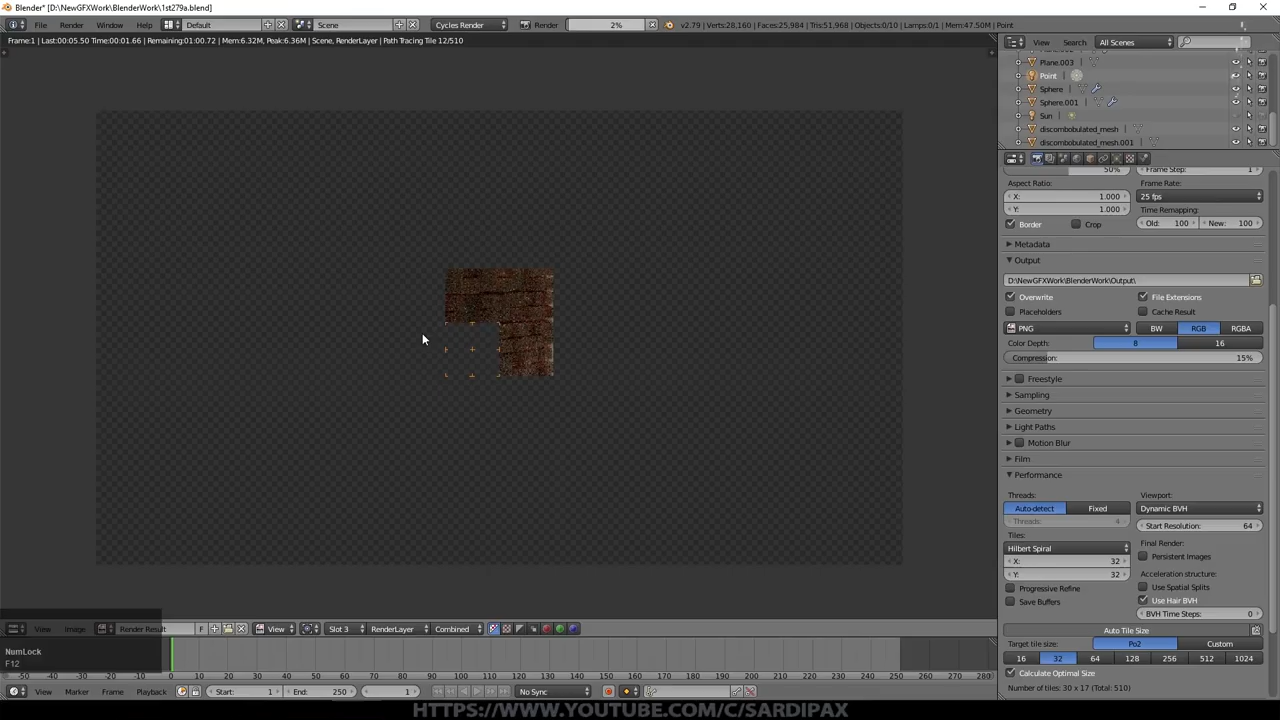 Blender* [D:\NewGFXWork\BlenderWork\1st279a.blend]
File Render Window Help Default Scene Cycles Render Render 2% v2.79 | Verts:28,160 | Faces:25,984 | Tris:51,968 | Objects:0/10 | Lamps:0/1 | Mem:47.50M | Point
Frame:1 | Last:00:05.50 Time:00:01.66 | Remaining:01:00.72 | Mem:6.32M, Peak:6.36M | Scene, RenderLayer | Path Tracing Tile 12/510
View Search All Scenes
Plane.003
Point
Sphere
Sphere.001
Sun
discombobulated_mesh
discombobulated_mesh.001
50% Frame Step: 1
Aspect Ratio: Frame Rate:
X: 1.000 25 fps
Y: 1.000 Time Remapping:
Border Crop Old: 100 New: 100
Metadata
Output
D:\NewGFXWork\BlenderWork\Output\
Overwrite File Extensions
Placeholders Cache Result
PNG BW RGB RGBA
Color Depth: 8 16
Compression: 15%
Freestyle
Sampling
Geometry
Light Paths
Motion Blur
Film
Performance
Threads: Viewport:
Auto-detect Fixed Dynamic BVH
Threads: 4 Start Resolution: 64
Tiles: Final Render:
Hilbert Spiral Persistent Images
X: 32 Acceleration structure:
Y: 32 Use Spatial Splits
Progressive Refine Use Hair BVH
Save Buffers BVH Time Steps: 0
Auto Tile Size
Target tile size: Po2 Custom
16 32 64 128 256 512 1024
Calculate Optimal Size
Number of tiles: 30 x 17 (Total: 510)
View Image Render Result F View Slot 3 RenderLayer Combined
NumLock
F12
-50 -40 -30 -20 -10 0 10 20 30 40 50 60 70 80 90 100 110 120 130 140 150 160 170 180 190 200 210 220 230 240 250 260 270 280
View Marker Frame Playback Start: 1 End: 250 1 No Sync
HTTPS://WWW.YOUTUBE.COM/C/SARDIPAX